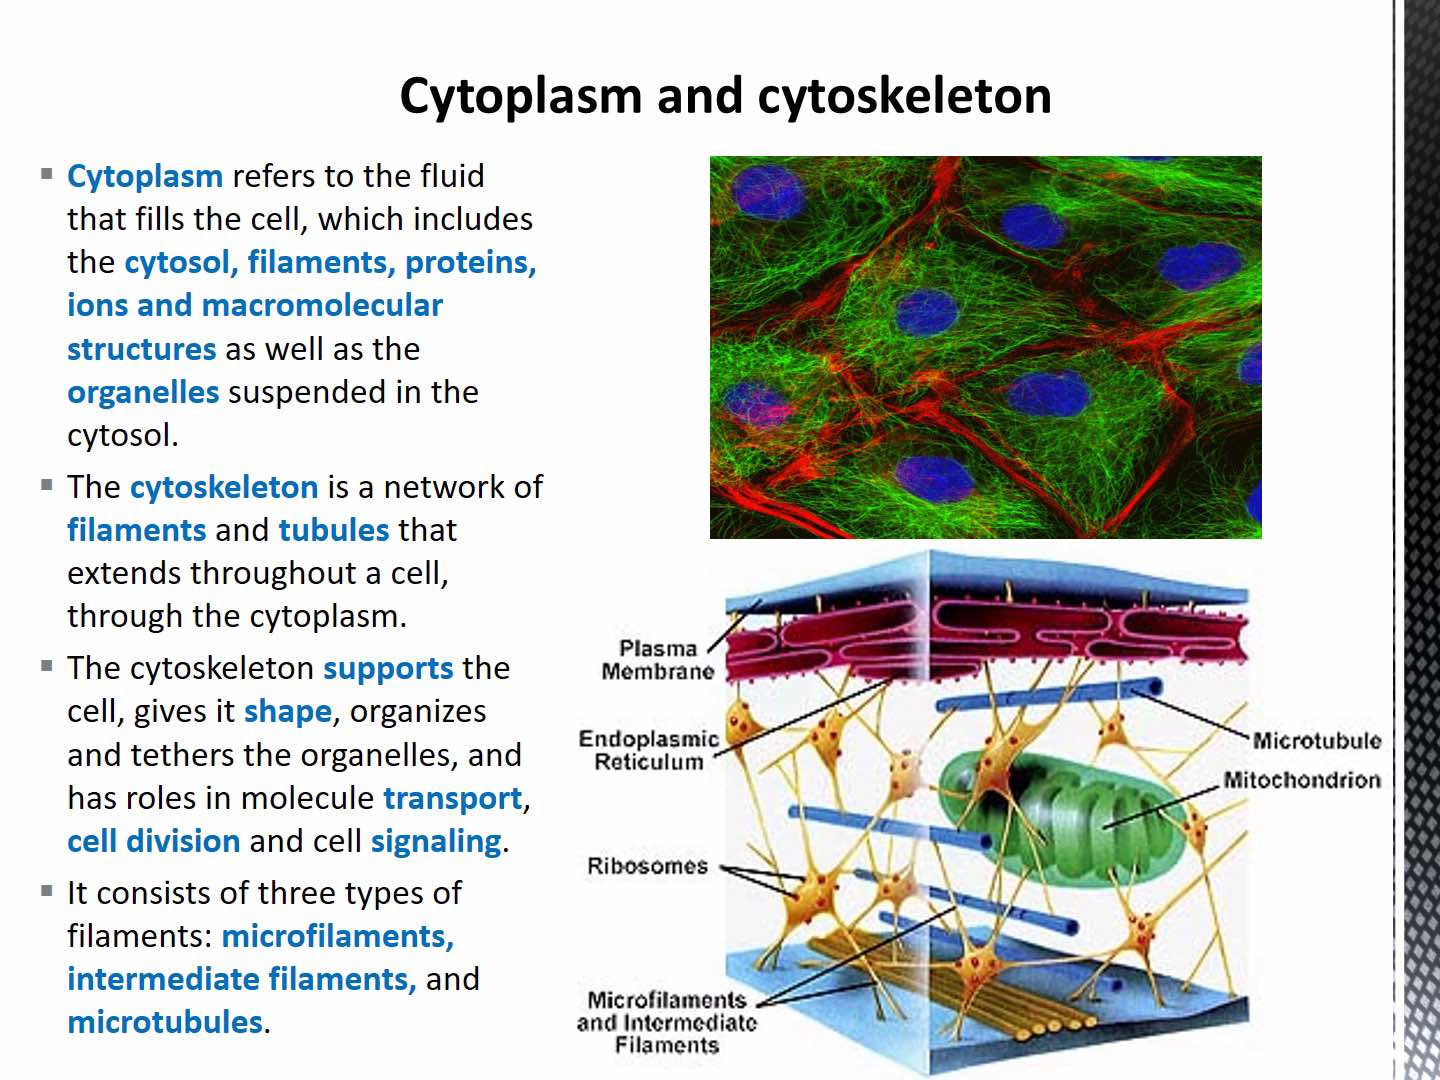 Cytoplasm and cytoskeleton
▪ Cytoplasm refers to the fluid
that fills the cell, which includes
the cytosol, filaments, proteins,
ions and macromolecular
structures as well as the
organelles suspended in the
cytosol.
▪ The cytoskeleton is a network of
filaments and tubules that
extends throughout a cell,
through the cytoplasm.
▪ The cytoskeleton supports the
cell, gives it shape, organizes
and tethers the organelles, and
has roles in molecule transport,
cell division and cell signaling.
▪ It consists of three types of
filaments: microfilaments,
intermediate filaments, and
microtubules.
Plasma
Membrane
Endoplasmic
Reticulum
Ribosomes
Microfilaments
and Intermediate
Filaments
Microtubule
Mitochondrion